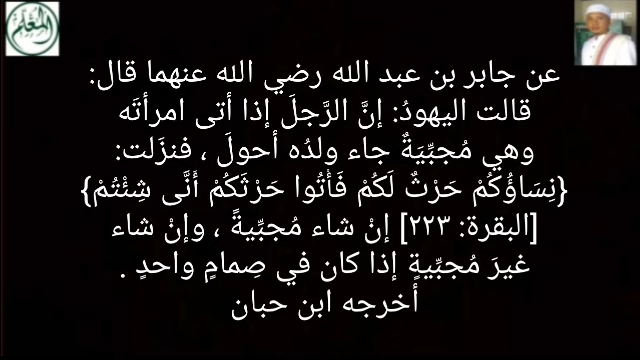 المعلم
عن جابر بن عبد الله رضي الله عنهما قال:
قالت اليهودُ: إنَّ الرَّجلَ إذا أتى امرأتَه
وهي مُجبِّيَةٌ جاء ولدُه أحولَ ، فنزَلت:
{نِسَاؤُكُمْ حَرْثٌ لَكُمْ فَأْتُوا حَرْثَكُمْ أَنَّى شِئْتُمْ}
[البقرة: ٢٢٣] إنْ شاء مُجبِّيةً ، وإنْ شاء
غيرَ مُجبِّيةٍ إذا كان في صِمامٍ واحدٍ .
أخرجه ابن حبان